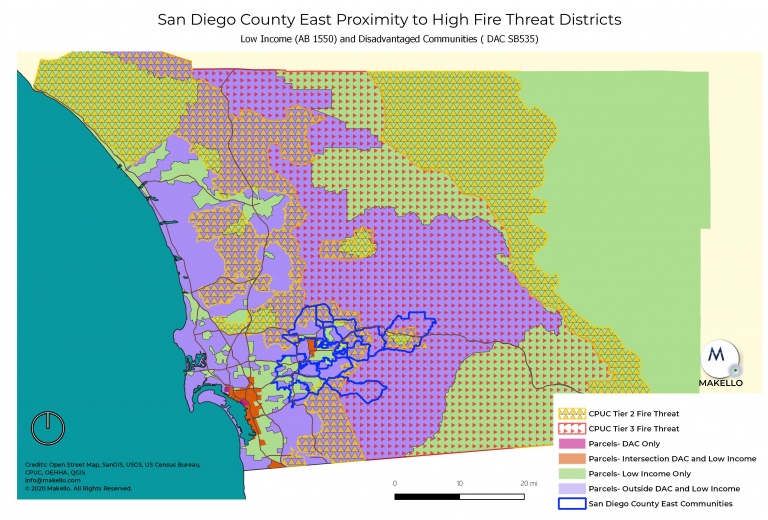 San Diego County East Proximity to High Fire Threat Districts
Low Income (AB 1550) and Disadvantaged Communities ( DAC SB535)
M
MAKELLO
CPUC Tier 2 Fire Threat
CPUC Tier 3 Fire Threat
Parcels- DAC Only
Parcels- Intersection DAC and Low Income
Parcels- Low Income Only
Parcels- Outside DAC and Low Income
San Diego County East Communities
Credits: Open Street Map, SanGIS, USGS, US Census Bureau,
CPUC, OEHHA, QGIS
info@makello.com
© 2020 Makello. All Rights Reserved.
0 10 20 mi